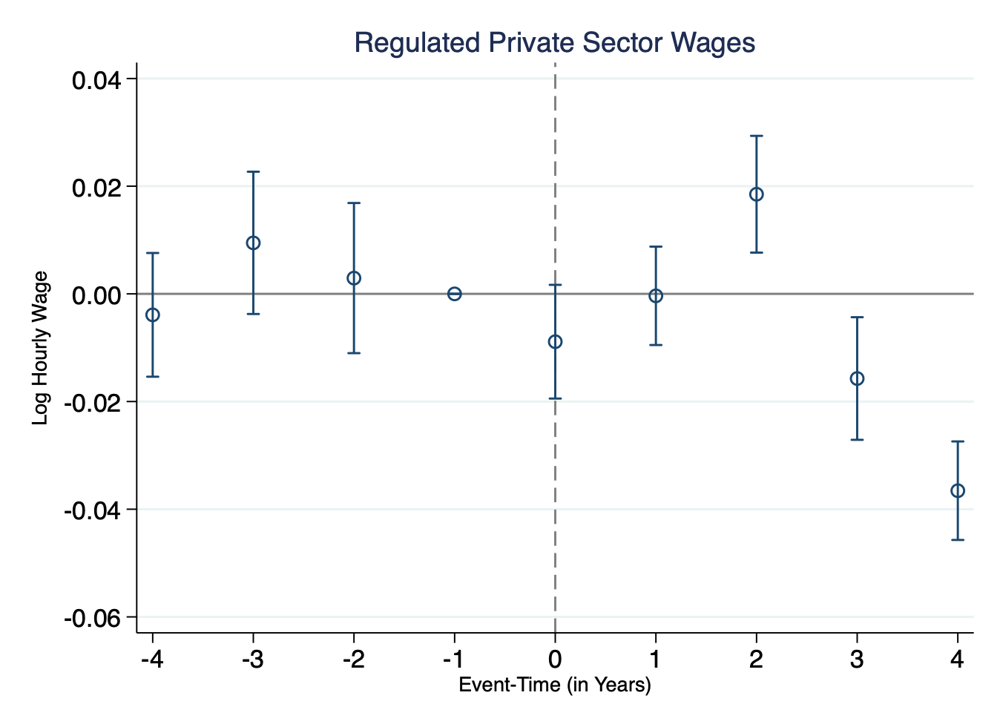 Regulated Private Sector Wages
0.04
0.02
0.00
-0.02
-0.04
-0.06
Log Hourly Wage
-4 -3 -2 -1 0 1 2 3 4
Event-Time (in Years)